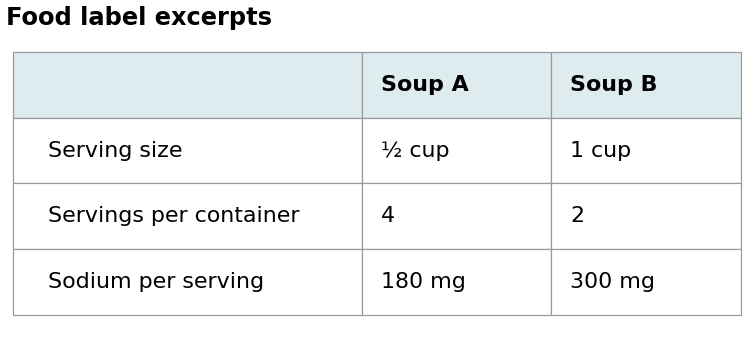 Food label excerpts
Soup A Soup B
Serving size ½ cup 1 cup
Servings per container 4 2
Sodium per serving 180 mg 300 mg